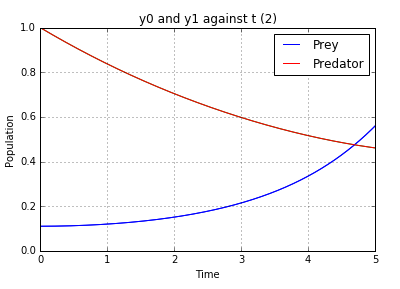 y0 and y1 against t (2)
1.0
0.8
0.6
0.4
0.2
0.0
Population
Prey
Predator
0 1 2 3 4 5
Time